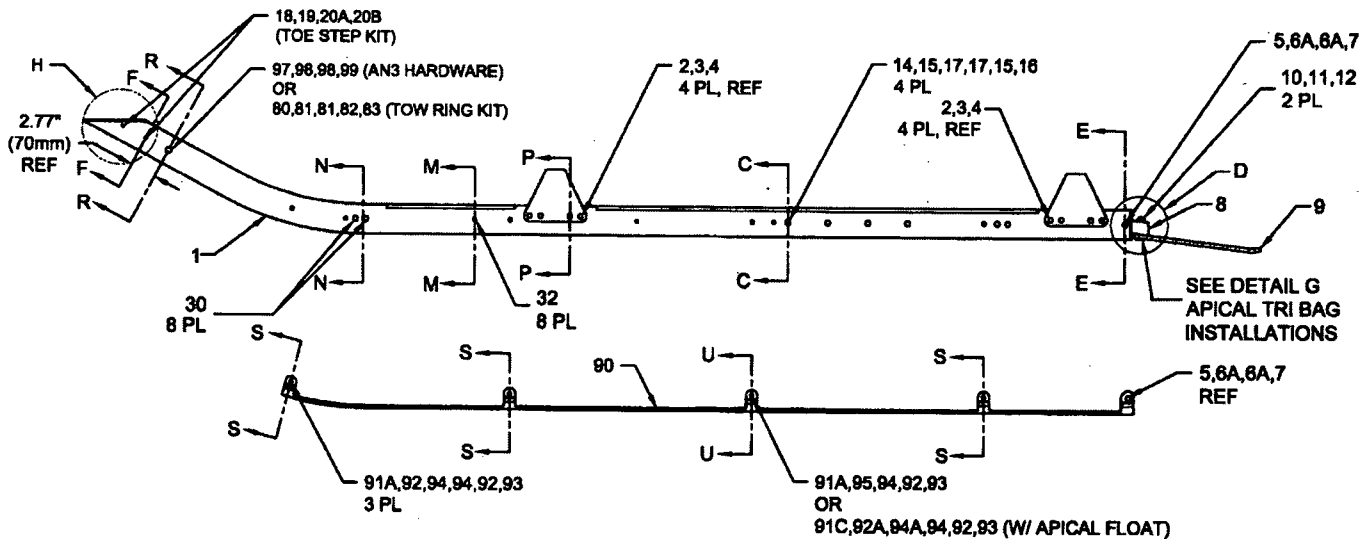 18,19,20A,20B
(TOE STEP KIT)
H
R
F
97,98,98,99 (AN3 HARDWARE)
OR
80,81,81,82,83 (TOW RING KIT)
2.77"
(70mm)
REF
F
R
2,3,4
4 PL, REF
14,15,17,17,15,16
4 PL
2,3,4
4 PL, REF
5,6A,6A,7
10,11,12
2 PL
D
8
9
E
N
M
P
C
1
N
M
P
C
E
30
8 PL
32
8 PL
SEE DETAIL G
APICAL TRI BAG
INSTALLATIONS
S
S
U
S
90
5,6A,6A,7
REF
S
S
U
S
91A,92,94,94,92,93
3 PL
91A,95,94,92,93
OR
91C,92A,94A,94,92,93 (W/ APICAL FLOAT)